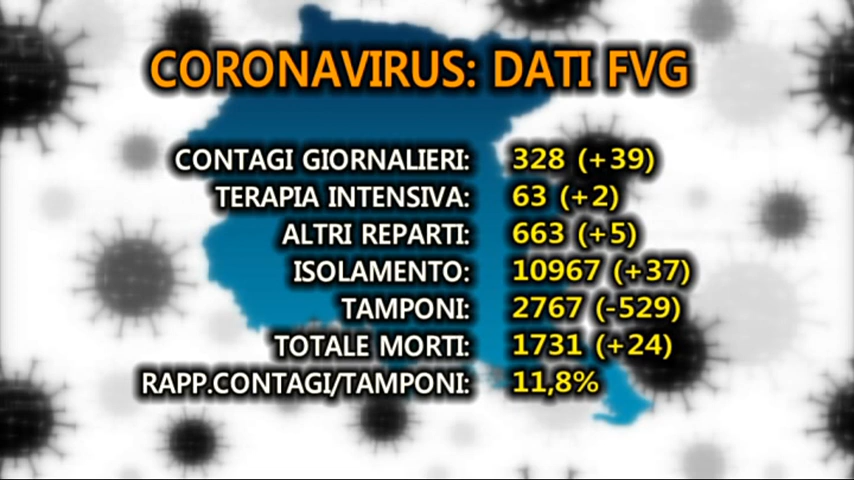 CORONAVIRUS: DATI FVG
CONTAGI GIORNALIERI: 328 (+39)
TERAPIA INTENSIVA: 63 (+2)
ALTRI REPARTI: 663 (+5)
ISOLAMENTO: 10967 (+37)
TAMPONI: 2767 (-529)
TOTALE MORTI: 1731 (+24)
RAPP.CONTAGI/TAMPONI: 11,8%